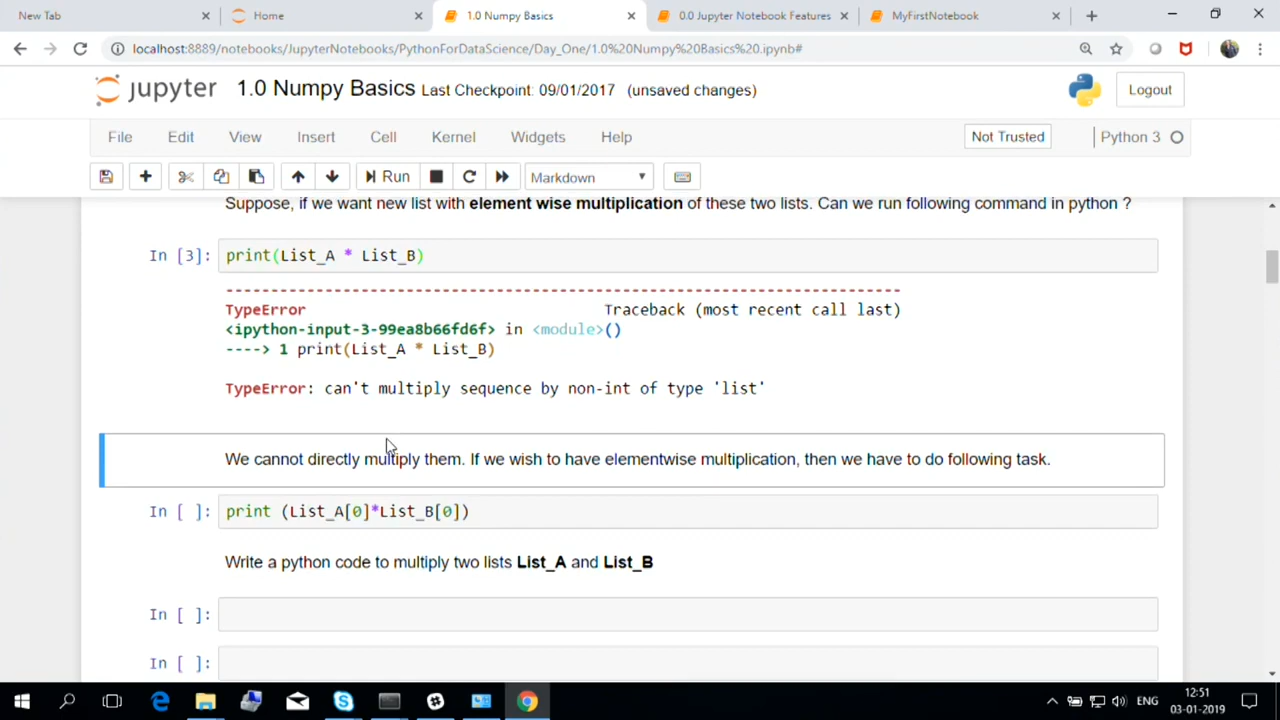 New Tab
Home
1.0 Numpy Basics
0.0 Jupyter Notebook Features
MyFirstNotebook
localhost:8889/notebooks/JupyterNotebooks/PythonForDataScience/Day_One/1.0%20Numpy%20Basics%20.ipynb#
jupyter 1.0 Numpy Basics Last Checkpoint: 09/01/2017 (unsaved changes)
Logout
File Edit View Insert Cell Kernel Widgets Help Not Trusted Python 3
Run Markdown
Suppose, if we want new list with element wise multiplication of these two lists. Can we run following command in python ?
In [3]: print(List_A * List_B)
---------------------------------------------------------------------------
TypeError Traceback (most recent call last)
<ipython-input-3-99ea8b66fd6f> in <module>()
----> 1 print(List_A * List_B)
TypeError: can't multiply sequence by non-int of type 'list'
We cannot directly multiply them. If we wish to have elementwise multiplication, then we have to do following task.
In [ ]: print (List_A[0]*List_B[0])
Write a python code to multiply two lists List_A and List_B
In [ ]:
In [ ]:
ENG
12:51
03-01-2019